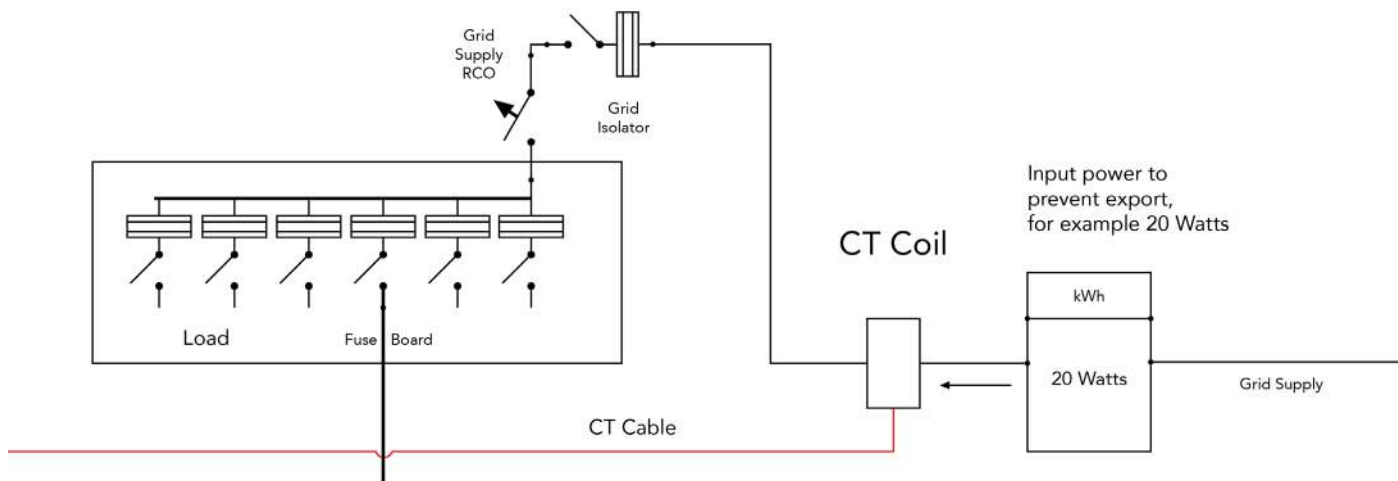 Grid
Supply
RCO
Grid
Isolator
Input power to
prevent export,
for example 20 Watts
CT Coil
kWh
Load
Fuse Board
20 Watts
Grid Supply
CT Cable